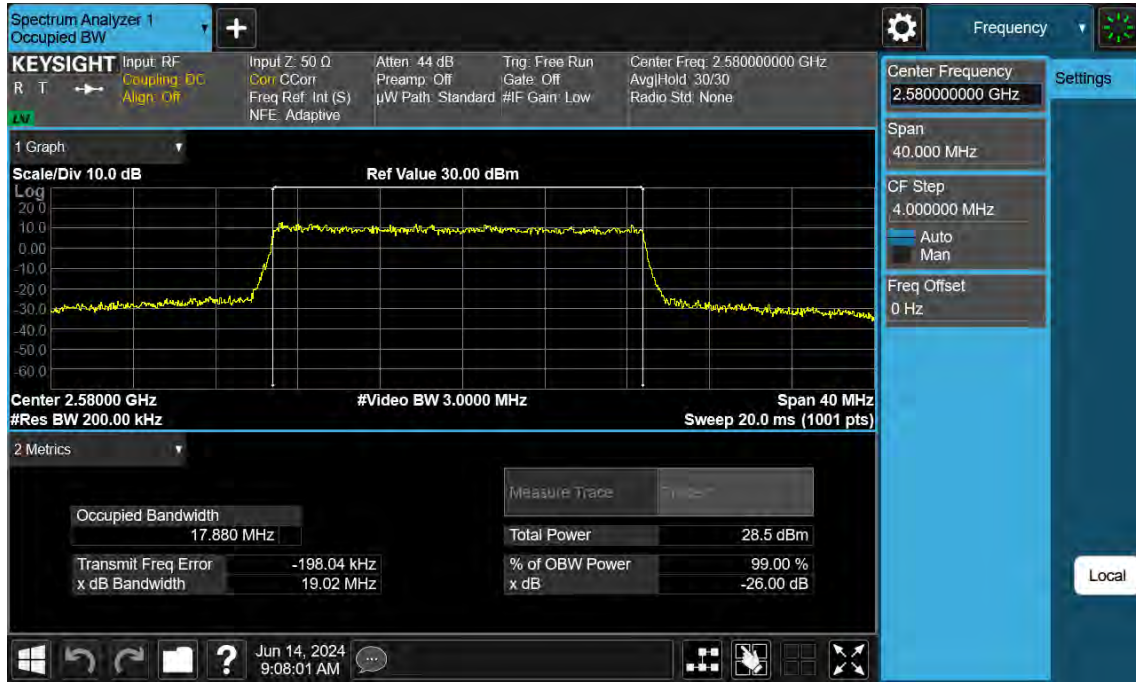 Spectrum Analyzer 1
Occupied BW
Frequency
KEYSIGHT
R T
LXI
Input: RF
Coupling: DC
Align: Off
Input Z: 50 Ω
Corr CCorr
Freq Ref: Int (S)
NFE: Adaptive
Atten: 44 dB
Preamp: Off
µW Path: Standard
Trig: Free Run
Gate: Off
#IF Gain: Low
Center Freq: 2.580000000 GHz
Avg|Hold: 30/30
Radio Std: None
Center Frequency
2.580000000 GHz
Settings
Span
40.000 MHz
CF Step
4.000000 MHz
Auto
Man
Freq Offset
0 Hz
Local
1 Graph
Scale/Div 10.0 dB
Ref Value 30.00 dBm
Log
20.0
10.0
0.00
-10.0
-20.0
-30.0
-40.0
-50.0
-60.0
Center 2.58000 GHz
#Video BW 3.0000 MHz
Span 40 MHz
#Res BW 200.00 kHz
Sweep 20.0 ms (1001 pts)
2 Metrics
Measure Trace
Occupied Bandwidth
17.880 MHz
Total Power 28.5 dBm
Transmit Freq Error -198.04 kHz
% of OBW Power 99.00 %
x dB Bandwidth 19.02 MHz
x dB -26.00 dB
?
Jun 14, 2024
9:08:01 AM